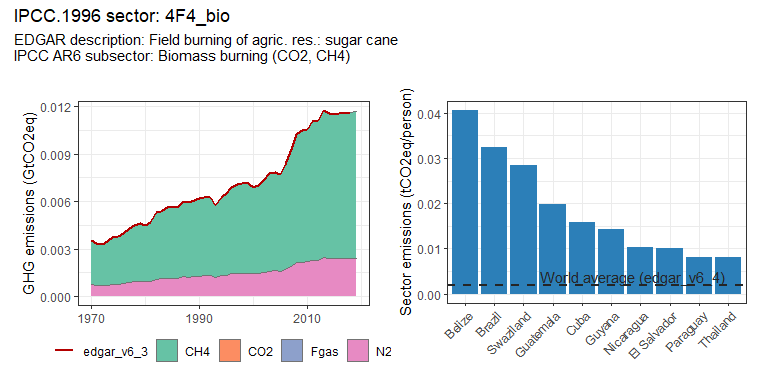 IPCC.1996 sector: 4F4_bio
EDGAR description: Field burning of agric. res.: sugar cane
IPCC AR6 subsector: Biomass burning (CO2, CH4)
GHG emissions (GtCO2eq)
0.012
0.009
0.006
0.003
0.000
1970
1990
2010
edgar_v6_3
CH4
CO2
Fgas
N2
Sector emissions (tCO2eq/person)
0.04
0.03
0.02
0.01
0.00
World average (edgar_v6_4)
Belize
Brazil
Swaziland
Guatemala
Cuba
Guyana
Nicaragua
El Salvador
Paraguay
Thailand